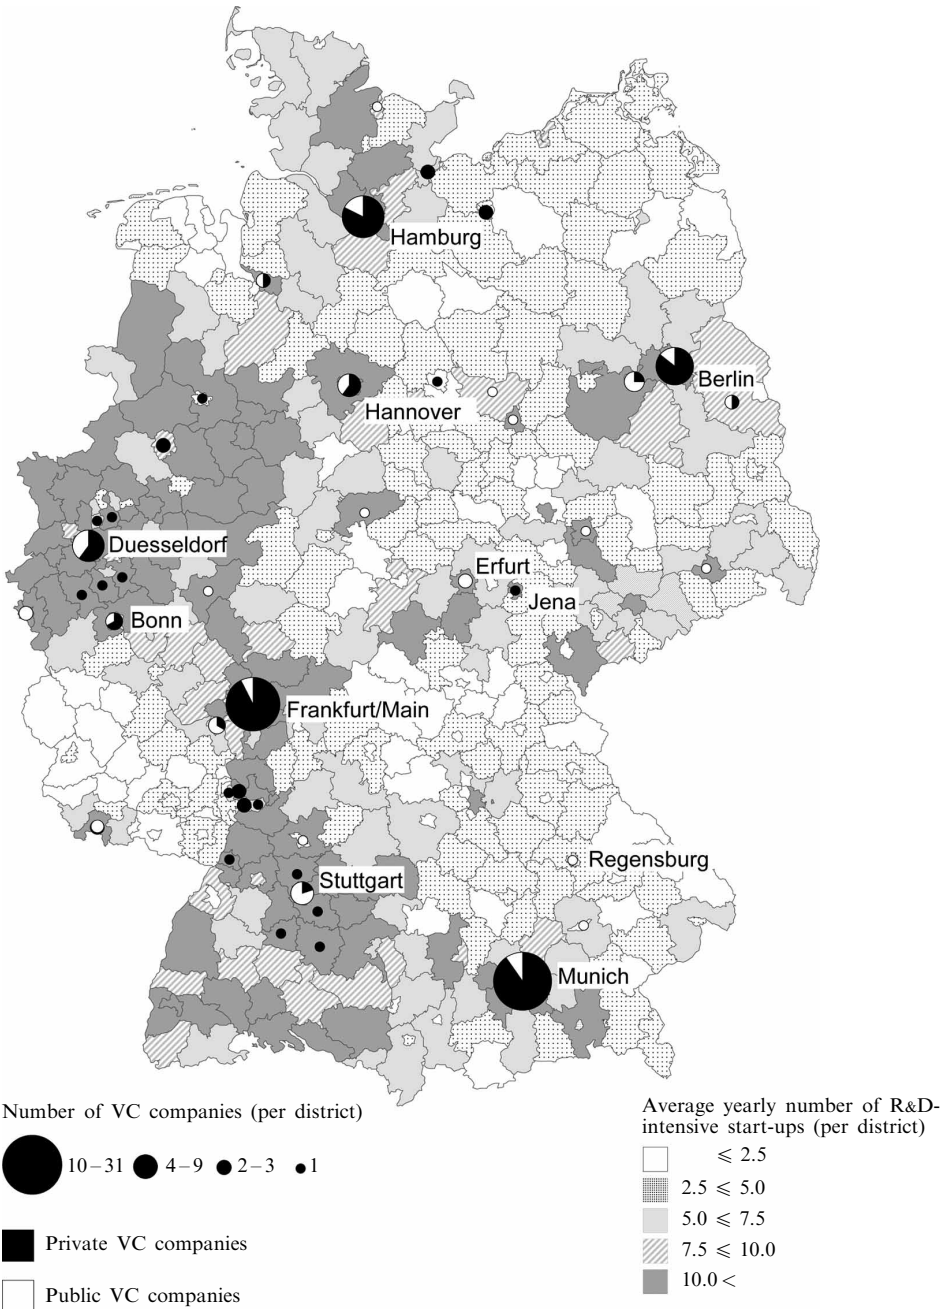 Hamburg
Berlin
Hannover
Duesseldorf
Erfurt
Jena
Bonn
Frankfurt/Main
Regensburg
Stuttgart
Munich
Number of VC companies (per district)
10–31 4–9 2–3 1
Private VC companies
Public VC companies
Average yearly number of R&D-
intensive start-ups (per district)
⩽ 2.5
2.5 ⩽ 5.0
5.0 ⩽ 7.5
7.5 ⩽ 10.0
10.0 <